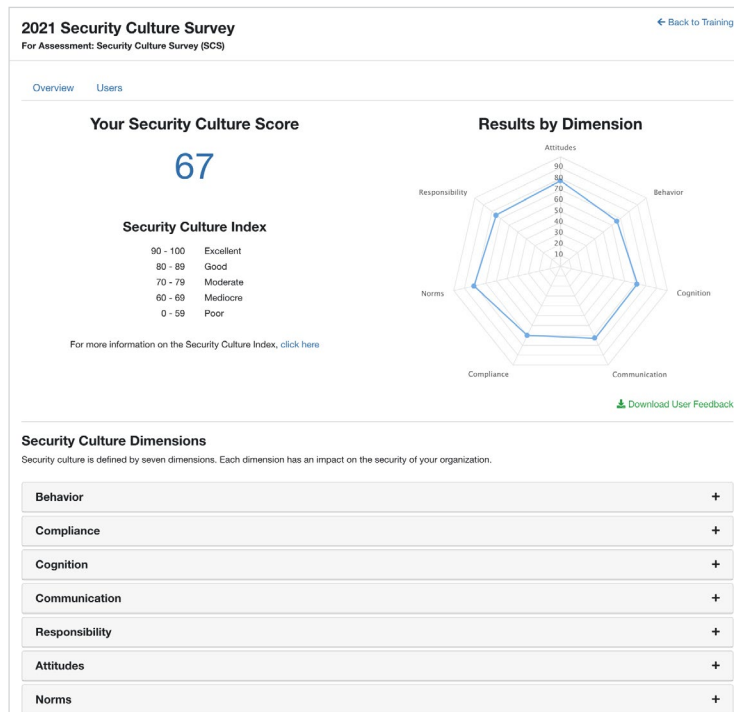 2021 Security Culture Survey
← Back to Training
For Assessment: Security Culture Survey (SCS)
Overview Users
Your Security Culture Score
67
Security Culture Index
90 - 100 Excellent
80 - 89 Good
70 - 79 Moderate
60 - 69 Mediocre
0 - 59 Poor
For more information on the Security Culture Index, click here
Results by Dimension
Attitudes
90
80
70
60
50
40
30
20
10
Responsibility
Behavior
Norms
Cognition
Compliance
Communication
Download User Feedback
Security Culture Dimensions
Security culture is defined by seven dimensions. Each dimension has an impact on the security of your organization.
Behavior +
Compliance +
Cognition +
Communication +
Responsibility +
Attitudes +
Norms +